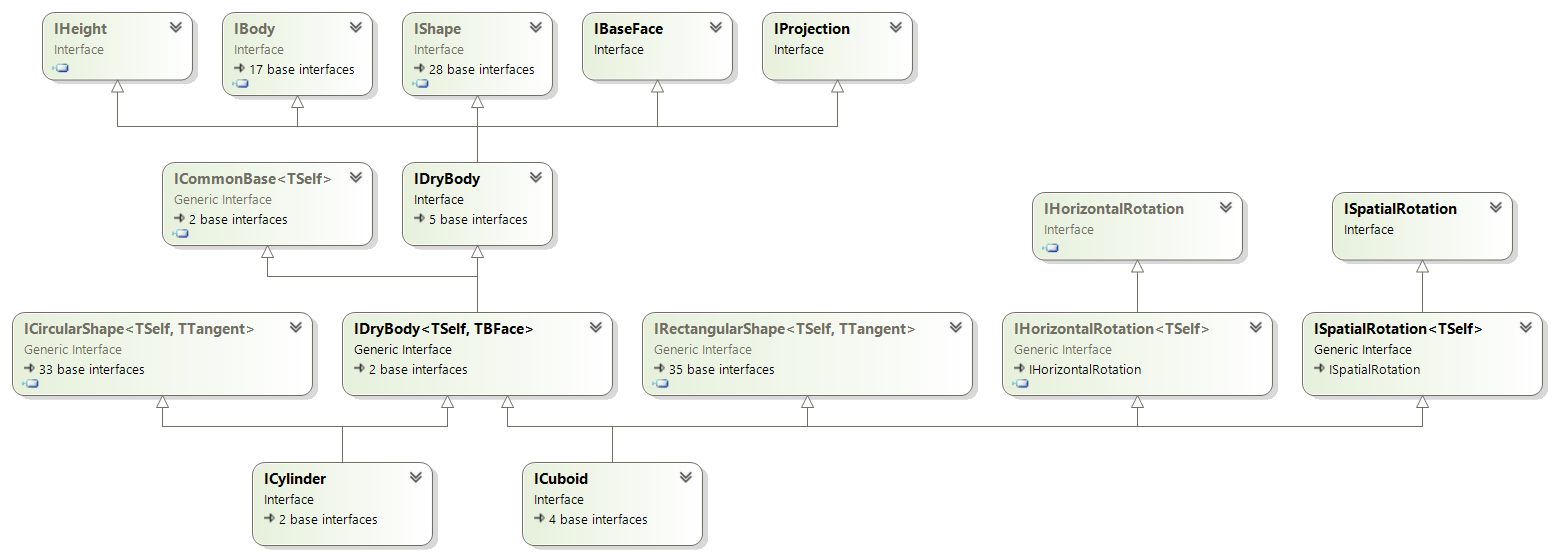 IHeight
Interface
IBody
Interface
17 base interfaces
IShape
Interface
28 base interfaces
IBaseFace
Interface
IProjection
Interface
ICommonBase<TSelf>
Generic Interface
2 base interfaces
IDryBody
Interface
5 base interfaces
IHorizontalRotation
Interface
ISpatialRotation
Interface
ICircularShape<TSelf, TTangent>
Generic Interface
33 base interfaces
IDryBody<TSelf, TBFace>
Generic Interface
2 base interfaces
IRectangularShape<TSelf, TTangent>
Generic Interface
35 base interfaces
IHorizontalRotation<TSelf>
Generic Interface
IHorizontalRotation
ISpatialRotation<TSelf>
Generic Interface
ISpatialRotation
ICylinder
Interface
2 base interfaces
ICuboid
Interface
4 base interfaces